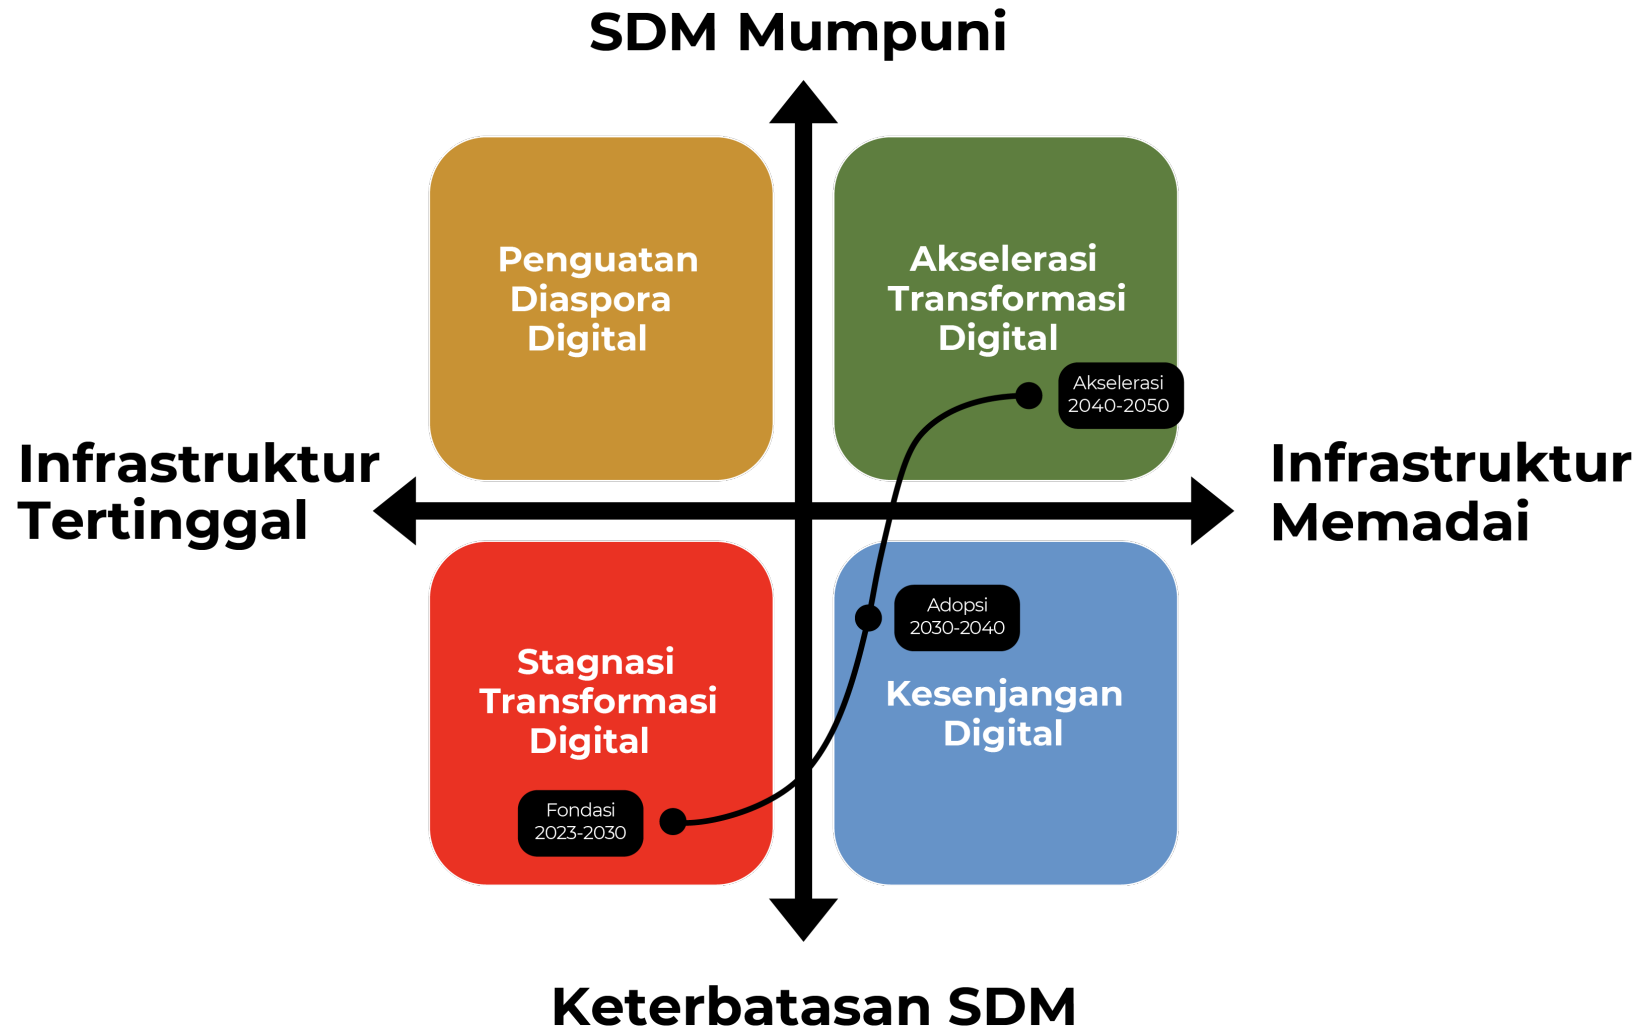 SDM Mumpuni
Penguatan
Diaspora
Digital
Akselerasi
Transformasi
Digital
Akselerasi
2040-2050
Infrastruktur
Tertinggal
Infrastruktur
Memadai
Stagnasi
Transformasi
Digital
Fondasi
2023-2030
Adopsi
2030-2040
Kesenjangan
Digital
Keterbatasan SDM